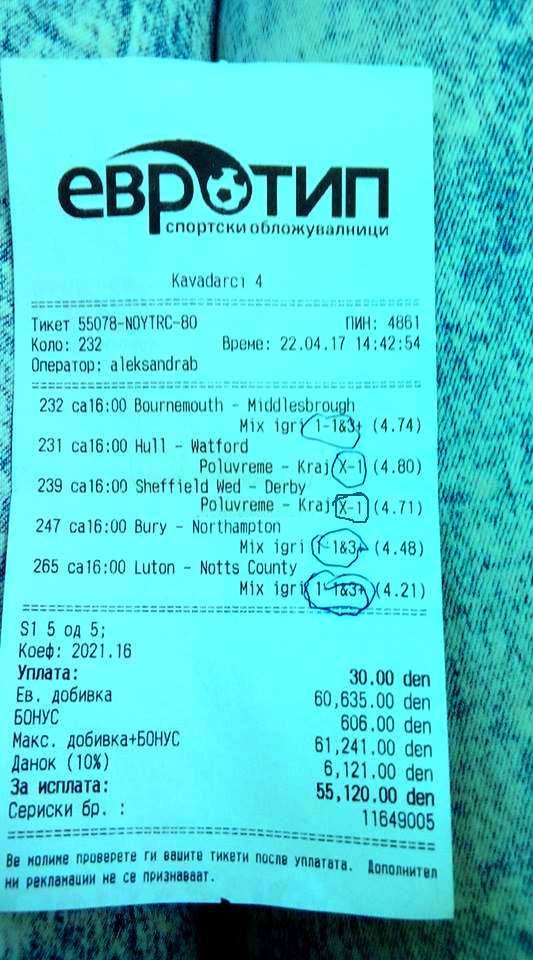 евротип
спортски обложувалници
Kavadarci 4
Тикет 55078-NOYTRC-80 ПИН: 4861
Коло: 232 Време: 22.04.17 14:42:54
Оператор: aleksandrab
232 са16:00 Bournemouth - Middlesbrough
Mix igri 1-1&3+ (4.74)
231 са16:00 Hull - Watford
Poluvreme - Kraj X-1 (4.80)
239 са16:00 Sheffield Wed - Derby
Poluvreme - Kraj X-1 (4.71)
247 са16:00 Bury - Northampton
Mix igri 1-1&3+ (4.48)
265 са16:00 Luton - Notts County
Mix igri 1-1&3+ (4.21)
S1 5 од 5;
Коеф: 2021.16
Уплата: 30.00 den
Ев. добивка 60,635.00 den
БОНУС 606.00 den
Макс. добивка+БОНУС 61,241.00 den
Данок (10%) 6,121.00 den
За исплата: 55,120.00 den
Сериски бр. : 11649005
Ве молиме проверете ги вашите тикети после уплатата. Дополнител
ни рекламации не се признаваат.